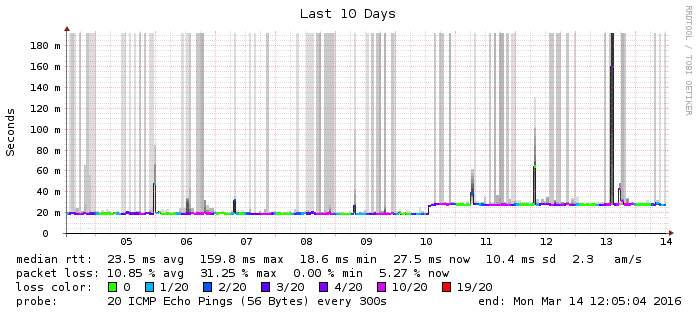 Last 10 Days
RRDTOOL / TOBI OETIKER
Seconds
180 m
160 m
140 m
120 m
100 m
80 m
60 m
40 m
20 m
0
05 06 07 08 09 10 11 12 13 14
median rtt: 23.5 ms avg 159.8 ms max 18.6 ms min 27.5 ms now 10.4 ms sd 2.3 am/s
packet loss: 10.85 % avg 31.25 % max 0.00 % min 5.27 % now
loss color: 0 1/20 2/20 3/20 4/20 10/20 19/20
probe: 20 ICMP Echo Pings (56 Bytes) every 300s end: Mon Mar 14 12:05:04 2016